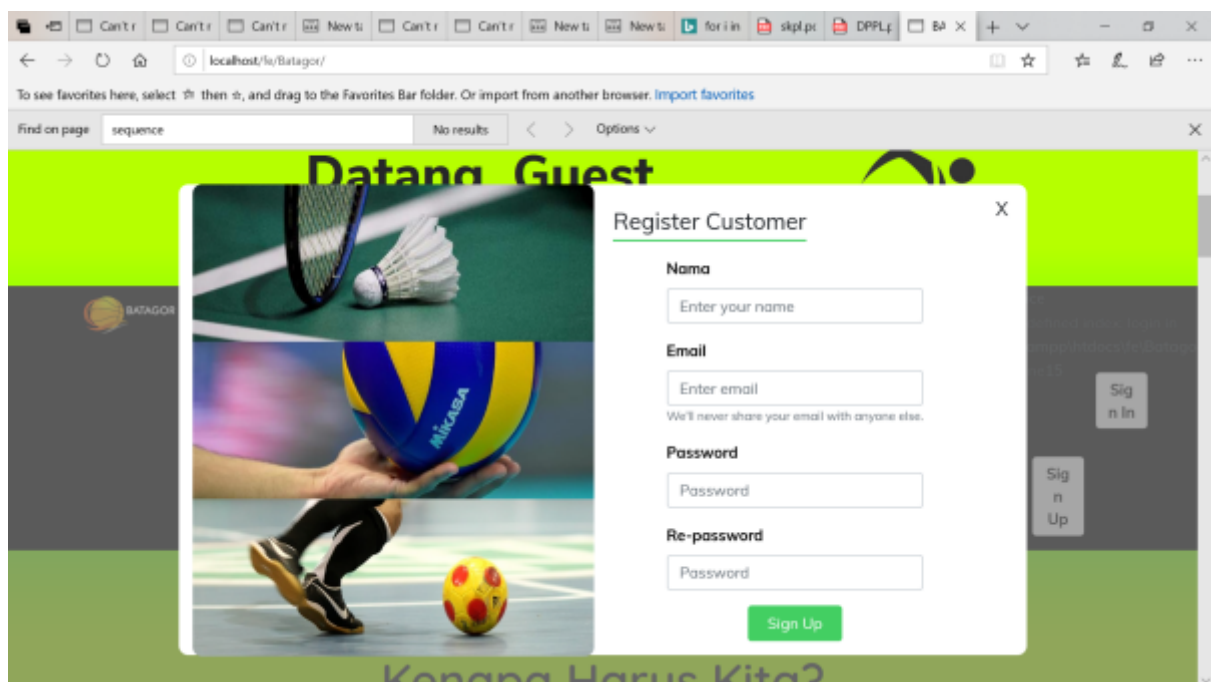 Can't r
Can't r
Can't r
New ta
Can't r
Can't r
New ta
New ta
for i in
skpl.pc
DPPL.p
BA
localhost/fe/Batagor/
To see favorites here, select ☆ then ☆, and drag to the Favorites Bar folder. Or import from another browser. Import favorites
Find on page
sequence
No results
Options
Datang, Guest
X
Register Customer
Nama
Enter your name
BATAGOR
Email
Enter email
We'll never share your email with anyone else.
MIKASA
Sig
n In
Password
Password
Sig
n
Up
Re-password
Password
Sign Up
Kenapa Harus Kita?